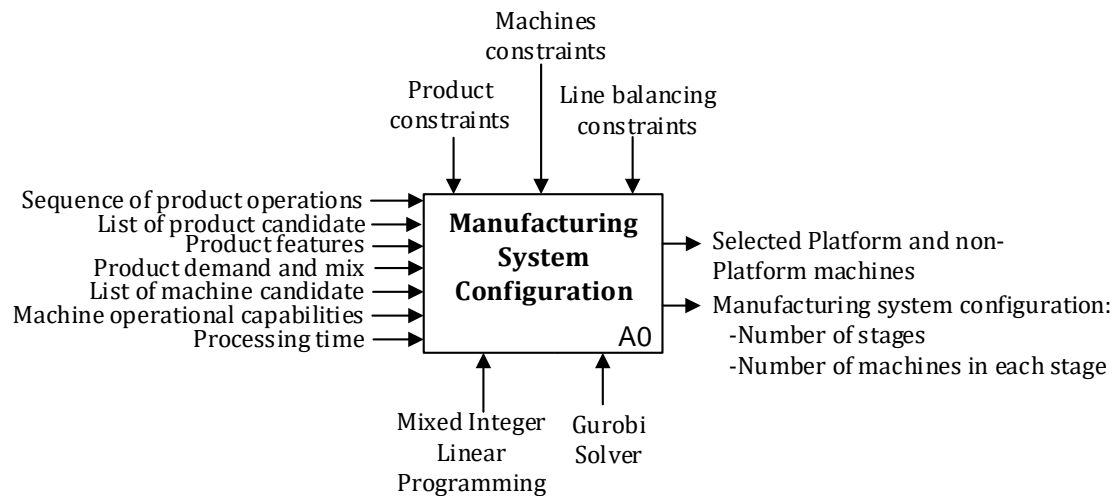 Machines
constraints
Product
constraints
Line balancing
constraints
Sequence of product operations
List of product candidate
Product features
Product demand and mix
List of machine candidate
Machine operational capabilities
Processing time
Manufacturing
System
Configuration
A0
Selected Platform and non-
Platform machines
Manufacturing system configuration:
-Number of stages
-Number of machines in each stage
Mixed Integer
Linear
Programming
Gurobi
Solver